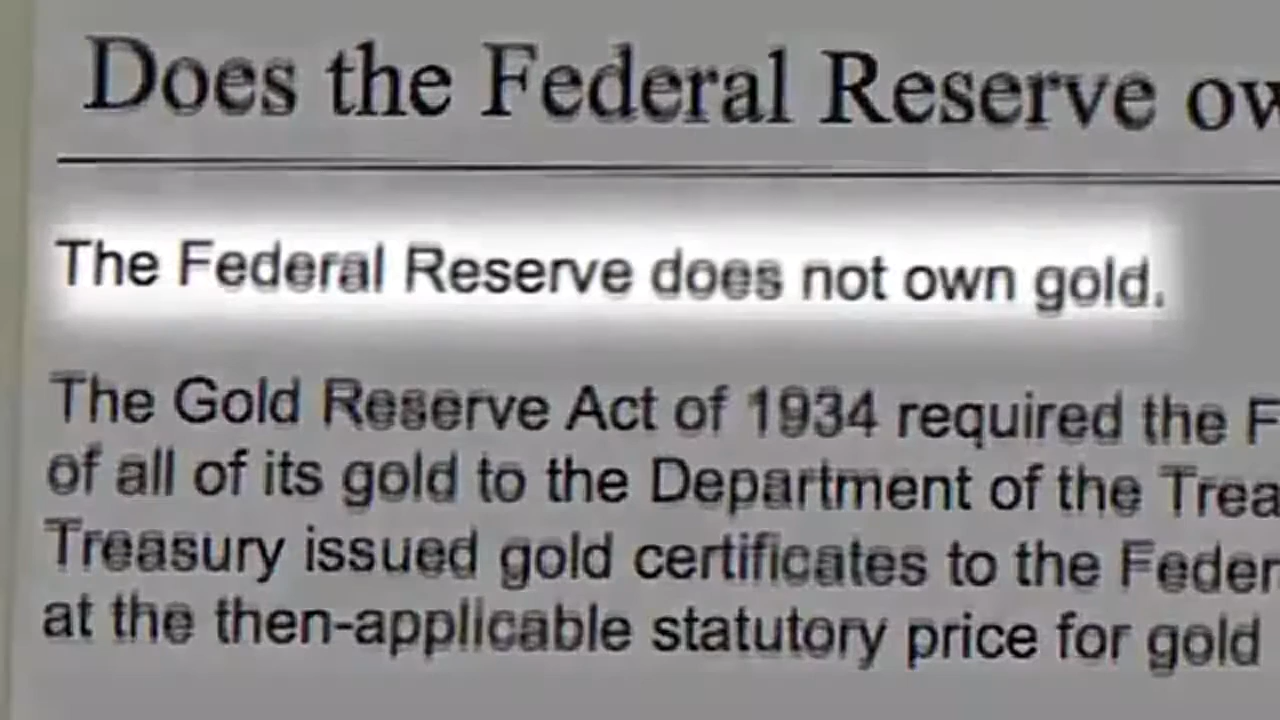 Does the Federal Reserve ow
The Federal Reserve does not own gold.
The Gold Reserve Act of 1934 required the F
of all of its gold to the Department of the Trea
Treasury issued gold certificates to the Feder
at the then-applicable statutory price for gold